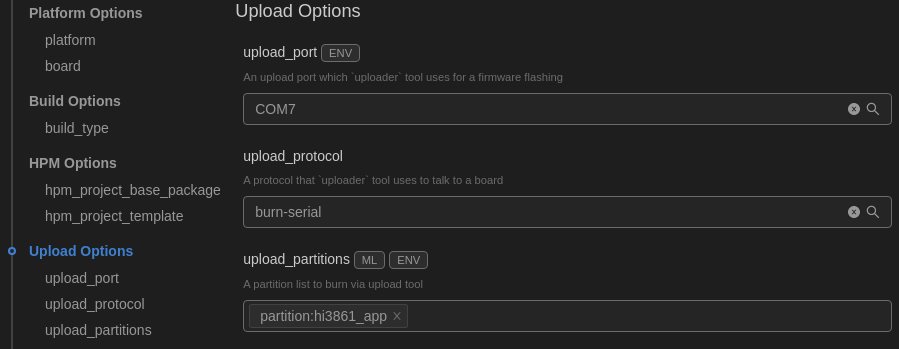 Platform Options
platform
board
Build Options
build_type
HPM Options
hpm_project_base_package
hpm_project_template
Upload Options
upload_port
upload_protocol
upload_partitions
Upload Options
upload_port ENV
An upload port which `uploader` tool uses for a firmware flashing
COM7
upload_protocol
A protocol that `uploader` tool uses to talk to a board
burn-serial
upload_partitions ML ENV
A partition list to burn via upload tool
partition:hi3861_app